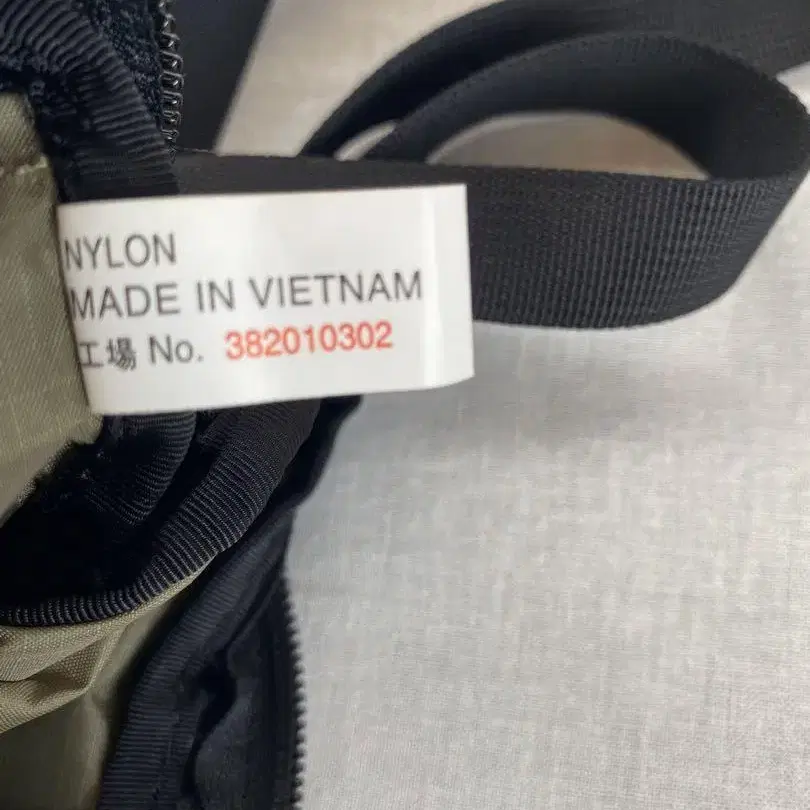 NYLON
MADE IN VIETNAM
工場 No. 382010302